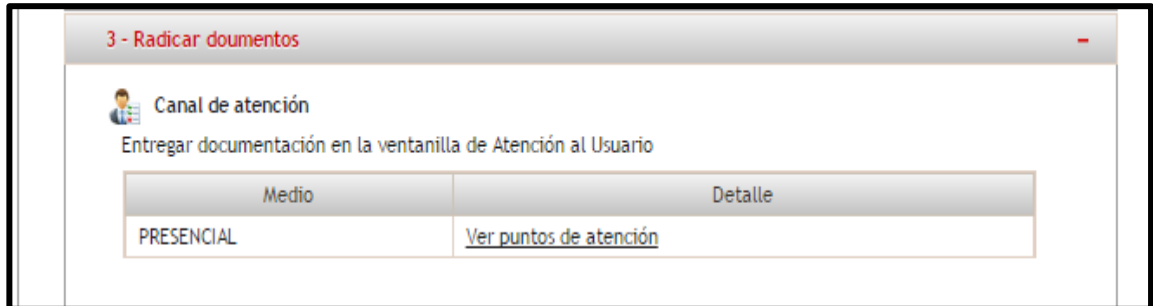 3 - Radicar doumentos
Canal de atención
Entregar documentación en la ventanilla de Atención al Usuario
Medio Detalle
PRESENCIAL Ver puntos de atención